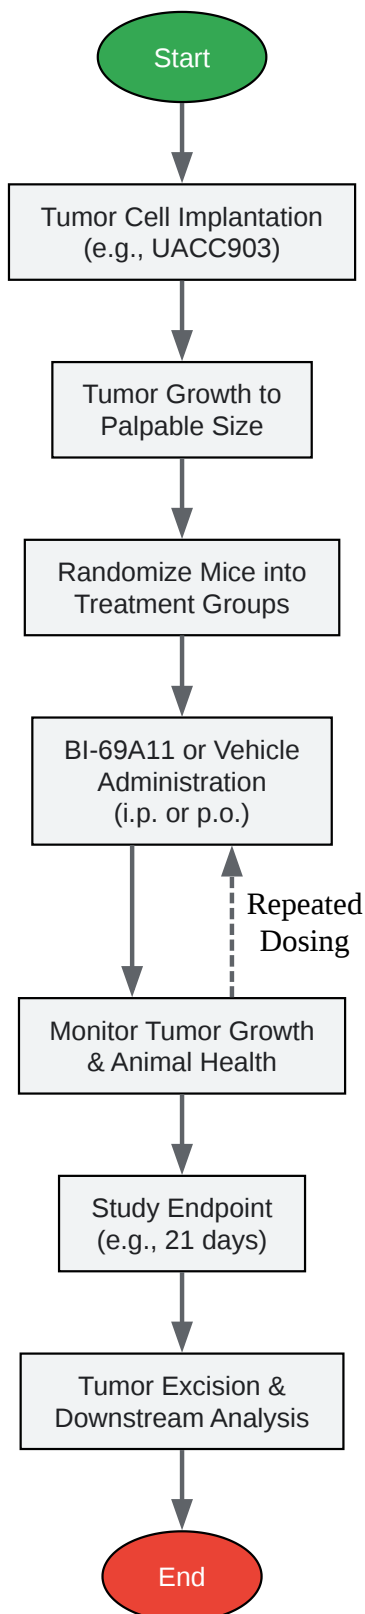 Start
Tumor Cell Implantation
(e.g., UACC903)
Tumor Growth to
Palpable Size
Randomize Mice into
Treatment Groups
BI-69A11 or Vehicle
Administration
(i.p. or p.o.)
Repeated
Dosing
Monitor Tumor Growth
& Animal Health
Study Endpoint
(e.g., 21 days)
Tumor Excision &
Downstream Analysis
End